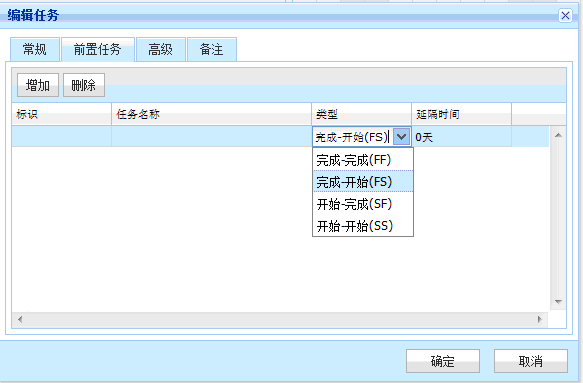 编辑任务
常规 前置任务 高级 备注
增加 删除
标识 任务名称 类型 延隔时间
完成-开始(FS) 0天
完成-完成(FF)
完成-开始(FS)
开始-完成(SF)
开始-开始(SS)
确定 取消